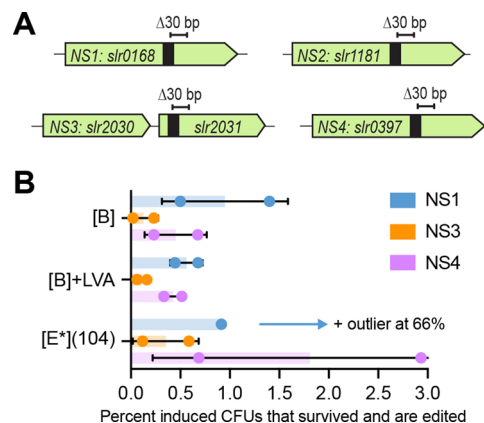 A
Δ30 bp
NS1: slr0168
Δ30 bp
NS2: slr1181
Δ30 bp
NS3: slr2030 slr2031
Δ30 bp
NS4: slr0397
B
[B]
[B]+LVA
[E*](104)
NS1
NS3
NS4
+ outlier at 66%
0.0 0.5 1.0 1.5 2.0 2.5 3.0
Percent induced CFUs that survived and are edited